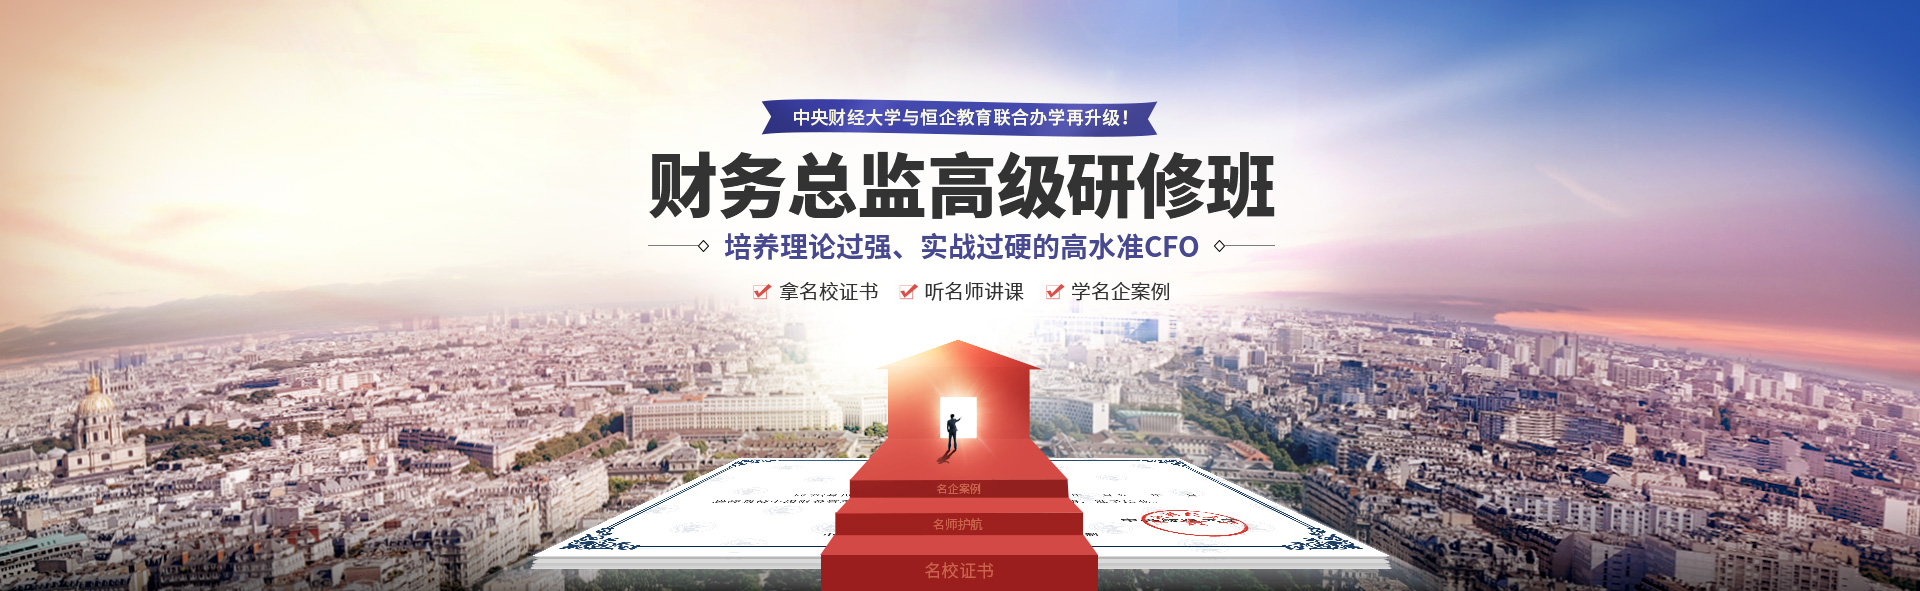 中央财经大学与恒企教育联合办学再升级！
财务总监高级研修班
培养理论过强、实战过硬的高水准CFO
拿名校证书 听名师讲课 学名企案例
名企案例
名师护航
名校证书